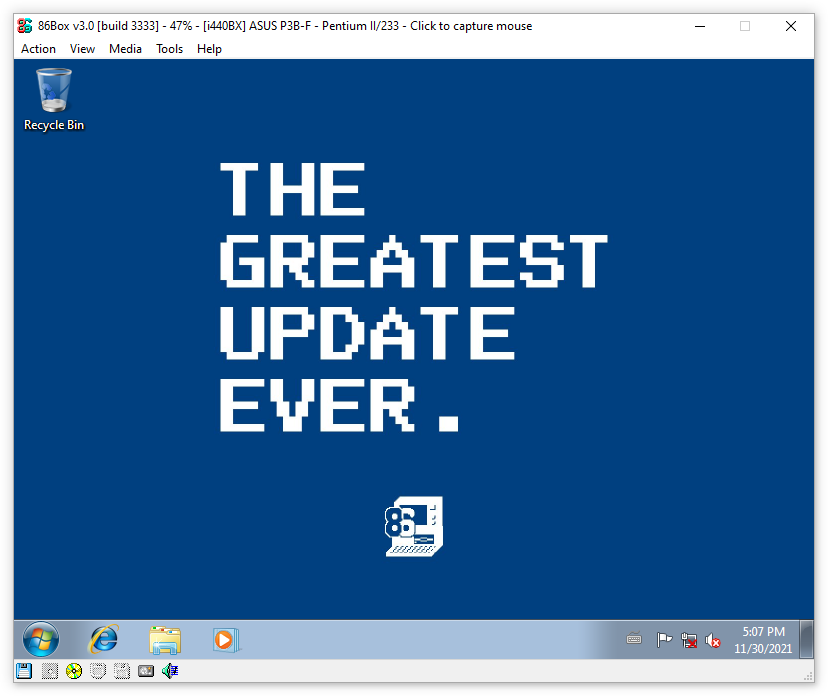 86Box v3.0 [build 3333] - 47% - [i440BX] ASUS P3B-F - Pentium II/233 - Click to capture mouse
Action View Media Tools Help
Recycle Bin
THE
GREATEST
UPDATE
EVER.
86
5:07 PM
11/30/2021